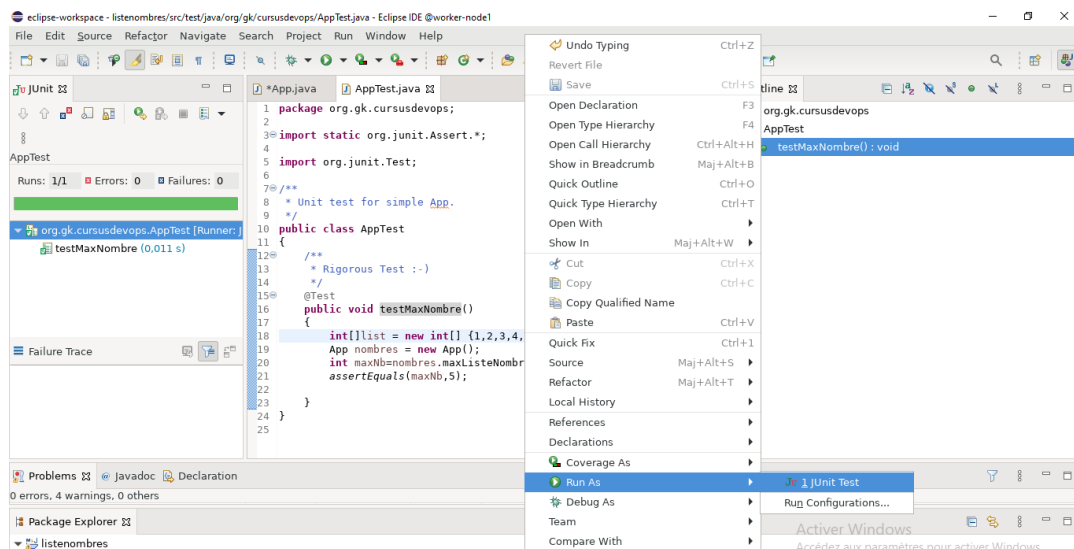 eclipse-workspace - listenombres/src/test/java/org/gk/cursusdevops/AppTest.java - Eclipse IDE @worker-node1
File Edit Source Refactor Navigate Search Project Run Window Help
JUnit
AppTest
Runs: 1/1 Errors: 0 Failures: 0
org.gk.cursusdevops.AppTest [Runner: J
testMaxNombre (0,011 s)
Failure Trace
*App.java AppTest.java
1 package org.gk.cursusdevops;
2
3 import static org.junit.Assert.*;
4
5 import org.junit.Test;
6
7 /**
8 * Unit test for simple App.
9 */
10 public class AppTest
11 {
12 /**
13 * Rigorous Test :-)
14 */
15 @Test
16 public void testMaxNombre()
17 {
18 int[]list = new int[] {1,2,3,4,
19 App nombres = new App();
20 int maxNb=nombres.maxListeNombr
21 assertEquals(maxNb,5);
22
23 }
24 }
25
Undo Typing Ctrl+Z
Revert File
Save Ctrl+S
Open Declaration F3
Open Type Hierarchy F4
Open Call Hierarchy Ctrl+Alt+H
Show in Breadcrumb Maj+Alt+B
Quick Outline Ctrl+O
Quick Type Hierarchy Ctrl+T
Open With
Show In Maj+Alt+W
Cut Ctrl+X
Copy Ctrl+C
Copy Qualified Name
Paste Ctrl+V
Quick Fix Ctrl+1
Source Maj+Alt+S
Refactor Maj+Alt+T
Local History
References
Declarations
Coverage As
Run As
Debug As
Team
Compare With
1 JUnit Test
Run Configurations...
tline
org.gk.cursusdevops
AppTest
testMaxNombre() : void
Problems Javadoc Declaration
0 errors, 4 warnings, 0 others
Package Explorer
listenombres
Activer Windows
Accédez aux paramètres pour activer Windows